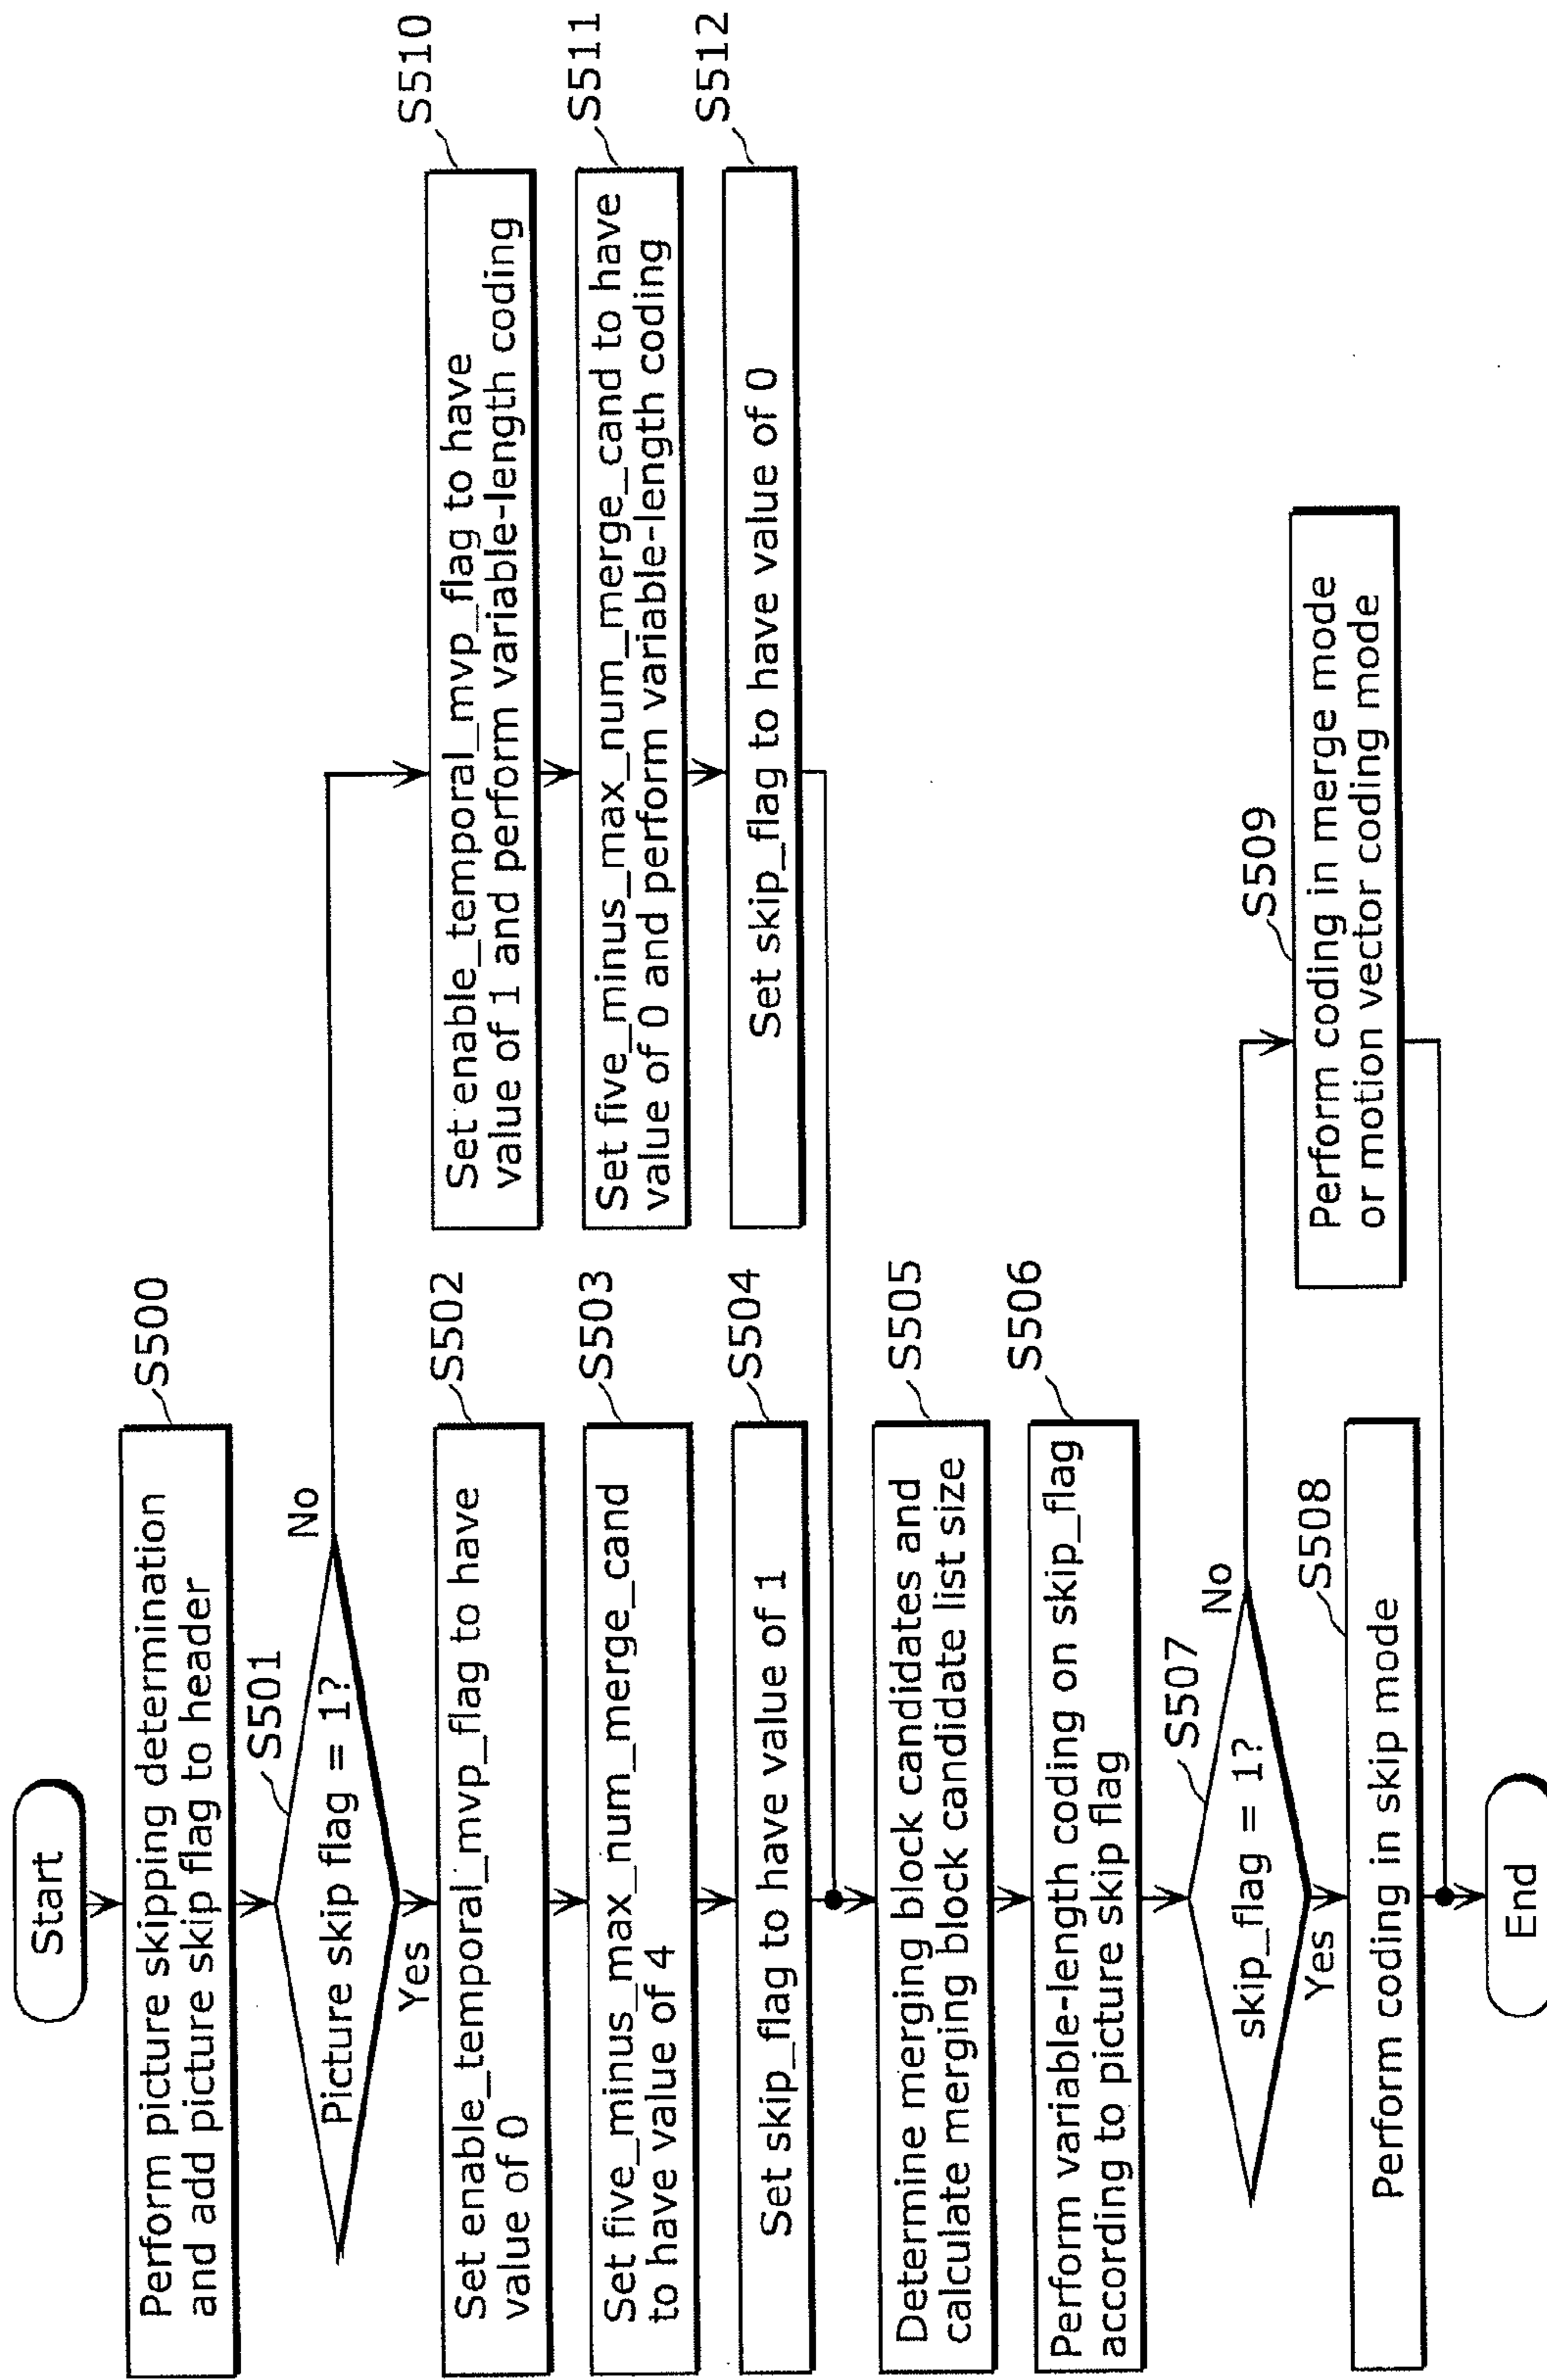 Start
S500
Perform picture skipping determination
and add picture skip flag to header
S501
Picture skip flag = 1?
No
Yes
S502
Set enable_temporal_mvp_flag to have
value of 0
S503
Set five_minus_max_num_merge_cand
to have value of 4
S504
Set skip_flag to have value of 1
S510
Set enable_temporal_mvp_flag to have
value of 1 and perform variable-length coding
S511
Set five_minus_max_num_merge_cand to have
value of 0 and perform variable-length coding
S512
Set skip_flag to have value of 0
S505
Determine merging block candidates and
calculate merging block candidate list size
S506
Perform variable-length coding on skip_flag
according to picture skip flag
S507
skip_flag = 1?
No
Yes
S508
Perform coding in skip mode
S509
Perform coding in merge mode
or motion vector coding mode
End